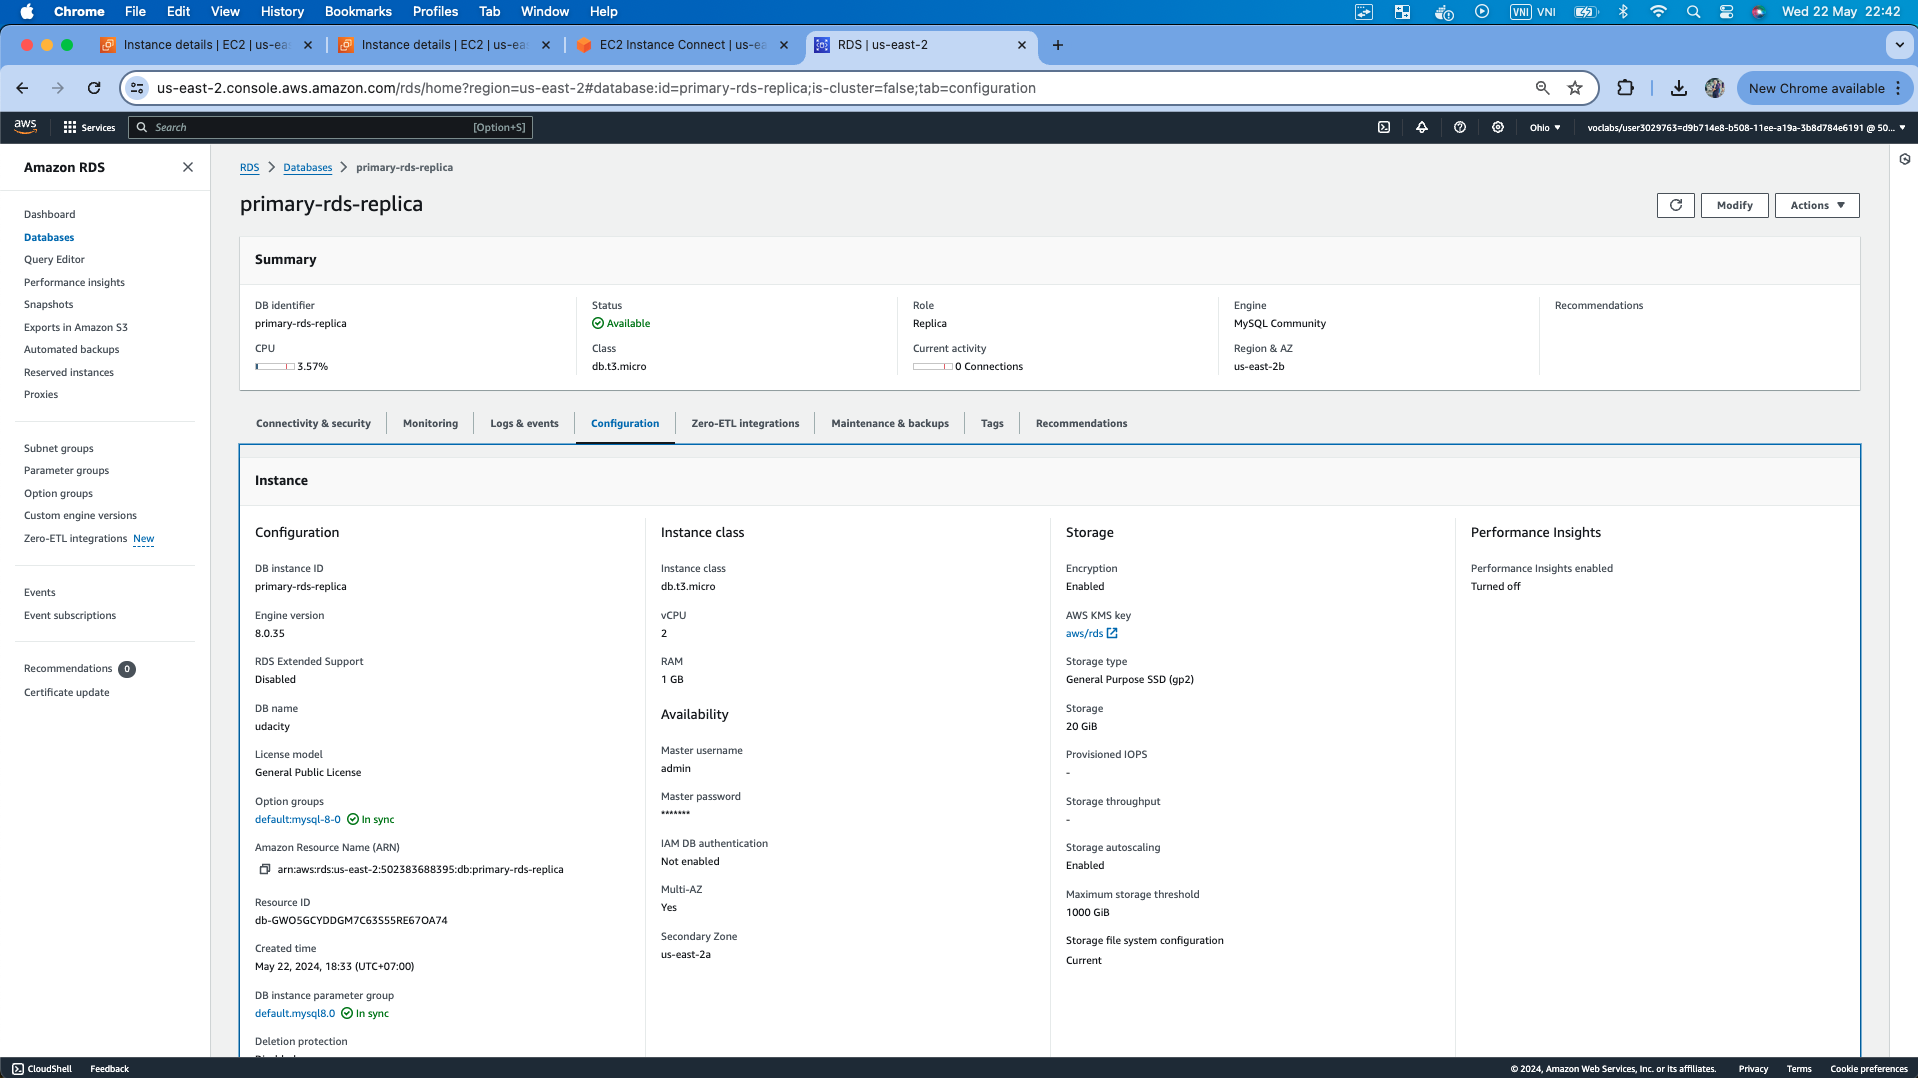 Chrome File Edit View History Bookmarks Profiles Tab Window Help VNI VNI Wed 22 May 22:42
Instance details | EC2 | us-ea Instance details | EC2 | us-ea EC2 Instance Connect | us-ea RDS | us-east-2
us-east-2.console.aws.amazon.com/rds/home?region=us-east-2#database:id=primary-rds-replica;is-cluster=false;tab=configuration New Chrome available
aws Services Search [Option+S] Ohio voclabs/user3029763=d9b714e8-b508-11ee-a19a-3b8d784e6191 @ 50...
Amazon RDS
Dashboard
Databases
Query Editor
Performance insights
Snapshots
Exports in Amazon S3
Automated backups
Reserved instances
Proxies
Subnet groups
Parameter groups
Option groups
Custom engine versions
Zero-ETL integrations New
Events
Event subscriptions
Recommendations 0
Certificate update
RDS > Databases > primary-rds-replica
primary-rds-replica
Modify Actions
Summary
DB identifier
primary-rds-replica
CPU
3.57%
Status
Available
Class
db.t3.micro
Role
Replica
Current activity
0 Connections
Engine
MySQL Community
Region & AZ
us-east-2b
Recommendations
Connectivity & security Monitoring Logs & events Configuration Zero-ETL integrations Maintenance & backups Tags Recommendations
Instance
Configuration
DB instance ID
primary-rds-replica
Engine version
8.0.35
RDS Extended Support
Disabled
DB name
udacity
License model
General Public License
Option groups
default:mysql-8-0 In sync
Amazon Resource Name (ARN)
arn:aws:rds:us-east-2:502383688395:db:primary-rds-replica
Resource ID
db-GWO5GCYDDGM7C63S55RE67OA74
Created time
May 22, 2024, 18:33 (UTC+07:00)
DB instance parameter group
default.mysql8.0 In sync
Deletion protection
Instance class
Instance class
db.t3.micro
vCPU
2
RAM
1 GB
Availability
Master username
admin
Master password
*******
IAM DB authentication
Not enabled
Multi-AZ
Yes
Secondary Zone
us-east-2a
Storage
Encryption
Enabled
AWS KMS key
aws/rds
Storage type
General Purpose SSD (gp2)
Storage
20 GiB
Provisioned IOPS
-
Storage throughput
-
Storage autoscaling
Enabled
Maximum storage threshold
1000 GiB
Storage file system configuration
Current
Performance Insights
Performance Insights enabled
Turned off
CloudShell Feedback © 2024, Amazon Web Services, Inc. or its affiliates. Privacy Terms Cookie preferences